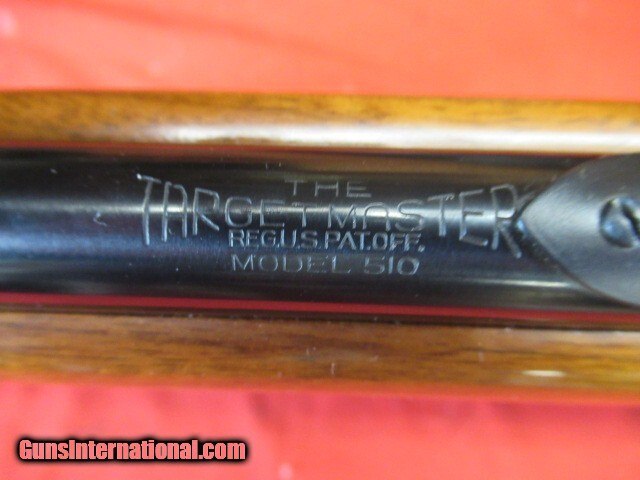 THE
TARGETMASTER
REG.U.S.PAT.OFF.
MODEL 510
GunsInternational.com